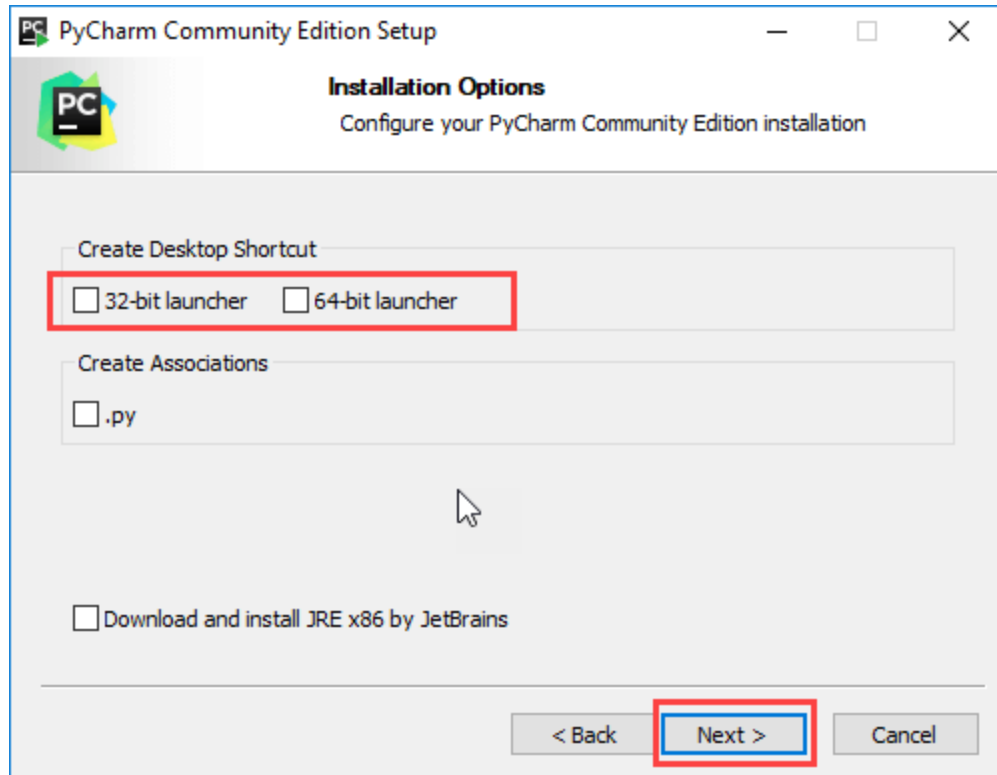 PC PyCharm Community Edition Setup
PC
Installation Options
Configure your PyCharm Community Edition installation
Create Desktop Shortcut
32-bit launcher 64-bit launcher
Create Associations
.py
Download and install JRE x86 by JetBrains
< Back Next > Cancel